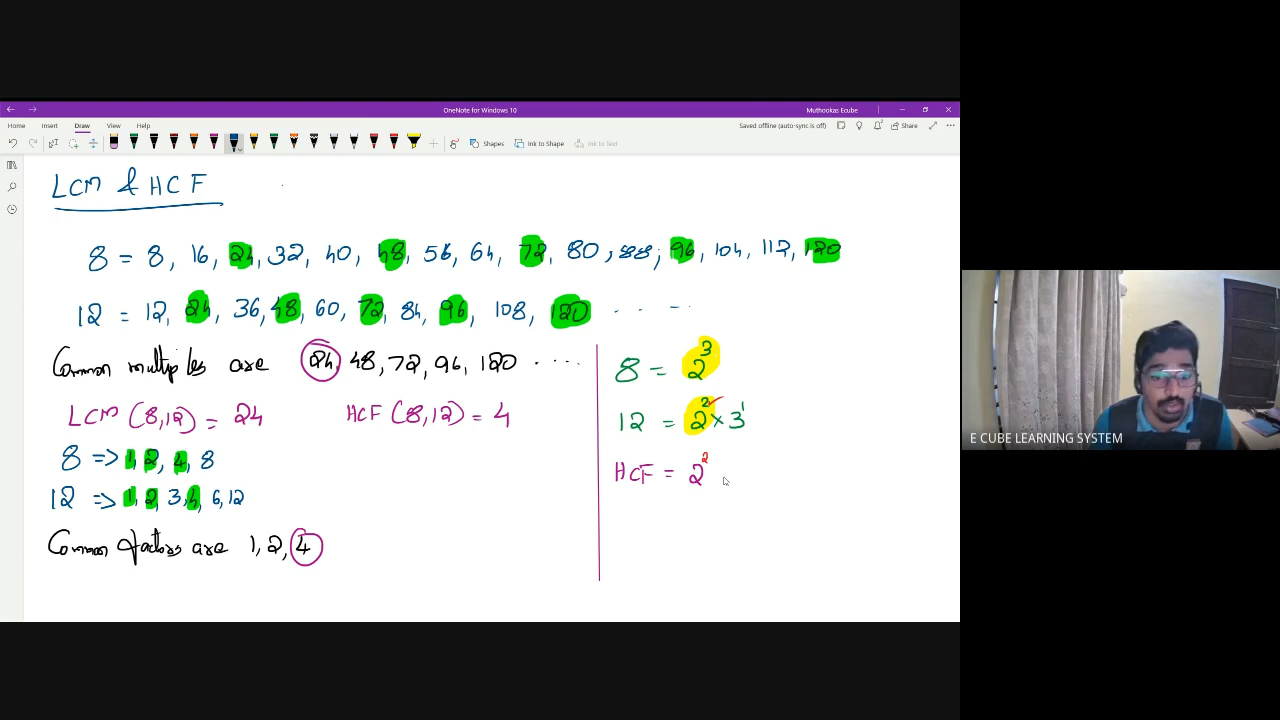 OneNote for Windows 10
Muthookas Ecube
Home Insert Draw View Help
Saved offline (auto-sync is off) Share
Shapes Ink to Shape Ink to Text
LCM & HCF
8 = 8, 16, 24, 32, 40, 48, 56, 64, 72, 80, 88, 96, 104, 112, 120
12 = 12, 24, 36, 48, 60, 72, 84, 96, 108, 120 . . . . .
Common multiples are 24, 48, 72, 96, 120 ....
LCM (8,12) = 24 HCF (8,12) = 4
8 => 1, 2, 4, 8
12 => 1, 2, 3, 4, 6, 12
Common factors are 1, 2, 4
8 = 2³
12 = 2² × 3¹
HCF = 2²
E CUBE LEARNING SYSTEM